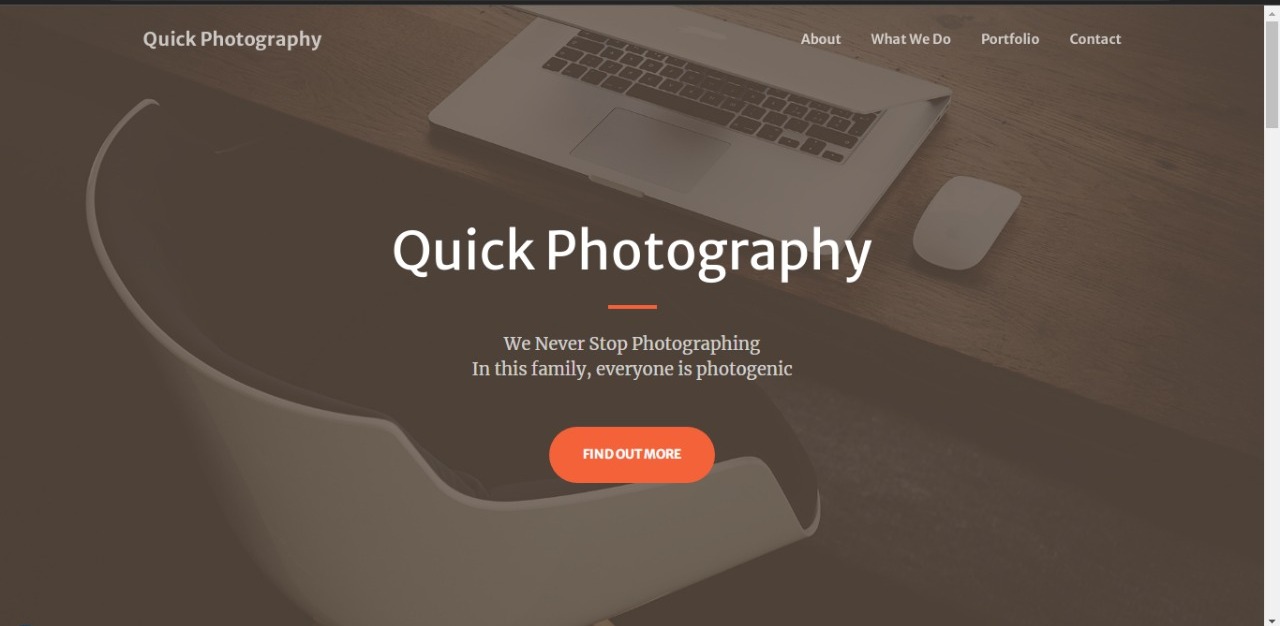 Quick Photography
About What We Do Portfolio Contact
Quick Photography
We Never Stop Photographing
In this family, everyone is photogenic
FIND OUT MORE